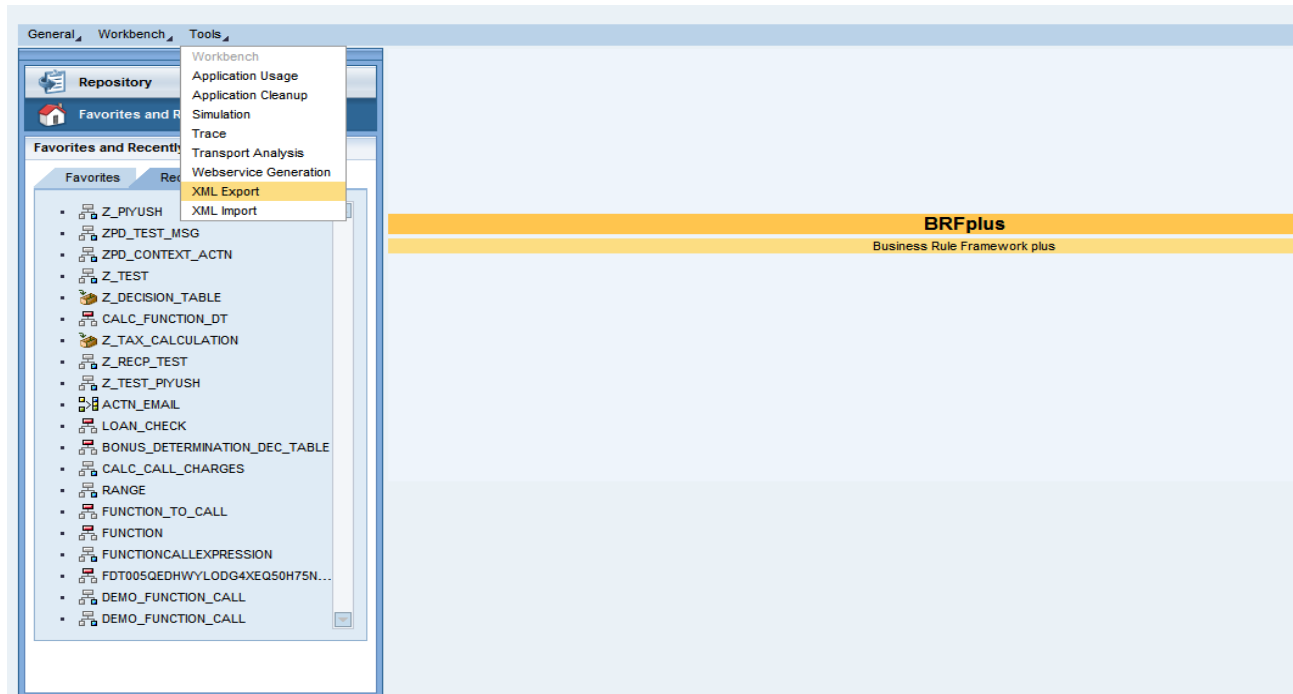 General Workbench Tools
Workbench
Application Usage
Application Cleanup
Simulation
Trace
Transport Analysis
Webservice Generation
XML Export
XML Import
Repository
Favorites and R
Favorites and Recently
Favorites Rec
Z_PIYUSH
ZPD_TEST_MSG
ZPD_CONTEXT_ACTN
Z_TEST
Z_DECISION_TABLE
CALC_FUNCTION_DT
Z_TAX_CALCULATION
Z_RECP_TEST
Z_TEST_PIYUSH
ACTN_EMAIL
LOAN_CHECK
BONUS_DETERMINATION_DEC_TABLE
CALC_CALL_CHARGES
RANGE
FUNCTION_TO_CALL
FUNCTION
FUNCTIONCALLEXPRESSION
FDT005QEDHWYLODG4XEQ50H75N...
DEMO_FUNCTION_CALL
DEMO_FUNCTION_CALL
BRFplus
Business Rule Framework plus